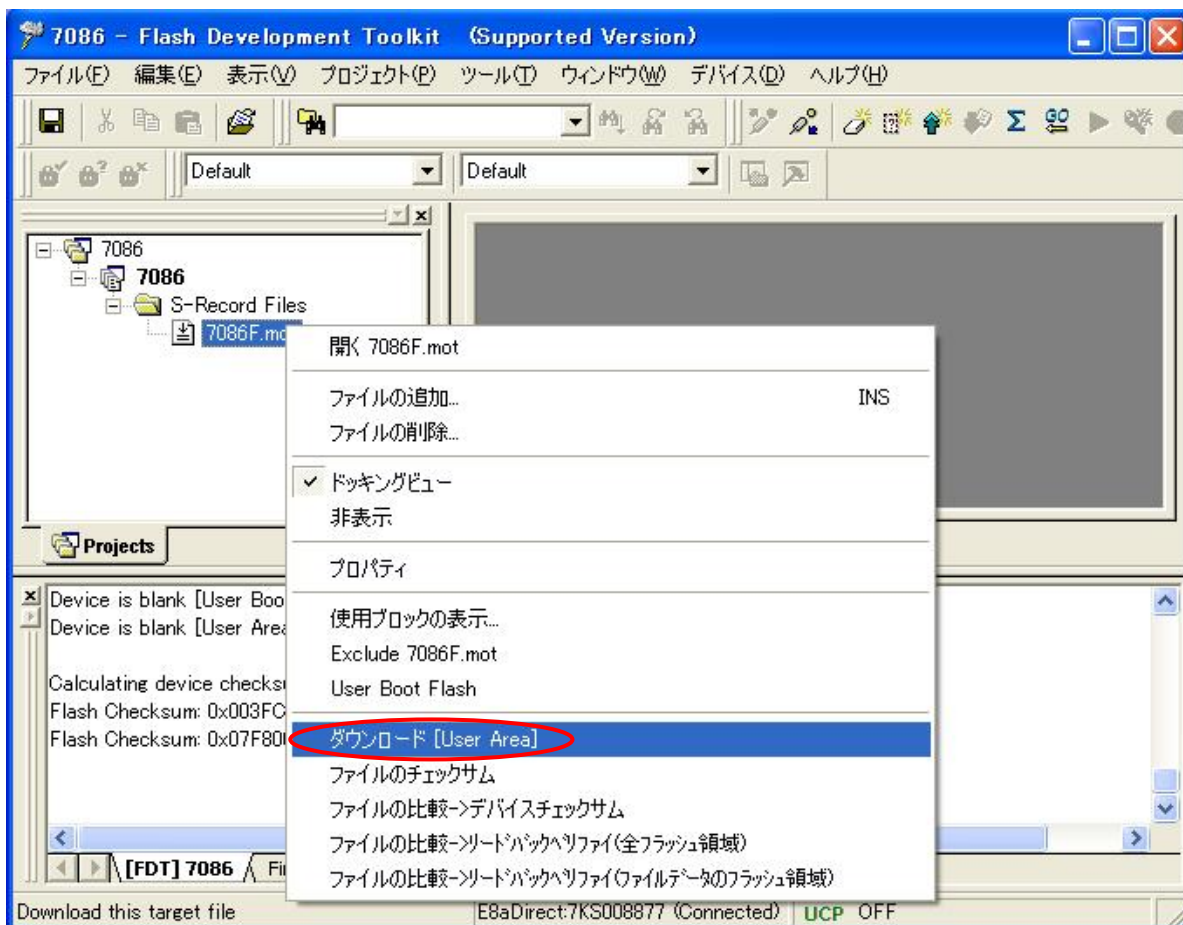 7086 - Flash Development Toolkit (Supported Version)
ファイル(F) 編集(E) 表示(V) プロジェクト(P) ツール(T) ウィンドウ(W) デバイス(D) ヘルプ(H)
GO
Default Default
7086
7086
S-Record Files
7086F.mo
開く 7086F.mot
ファイルの追加... INS
ファイルの削除...
ドッキングビュー
非表示
プロパティ
使用ブロックの表示...
Exclude 7086F.mot
User Boot Flash
ダウンロード [User Area]
ファイルのチェックサム
ファイルの比較->デバイスチェックサム
ファイルの比較->リードバックベリファイ(全フラッシュ領域)
ファイルの比較->リードバックベリファイ(ファイルデータのフラッシュ領域)
Projects
Device is blank [User Boo
Device is blank [User Area
Calculating device checks
Flash Checksum: 0x003FC
Flash Checksum: 0x07F80
[FDT] 7086 Fi
Download this target file E8aDirect:7KS008877 (Connected) UCP OFF